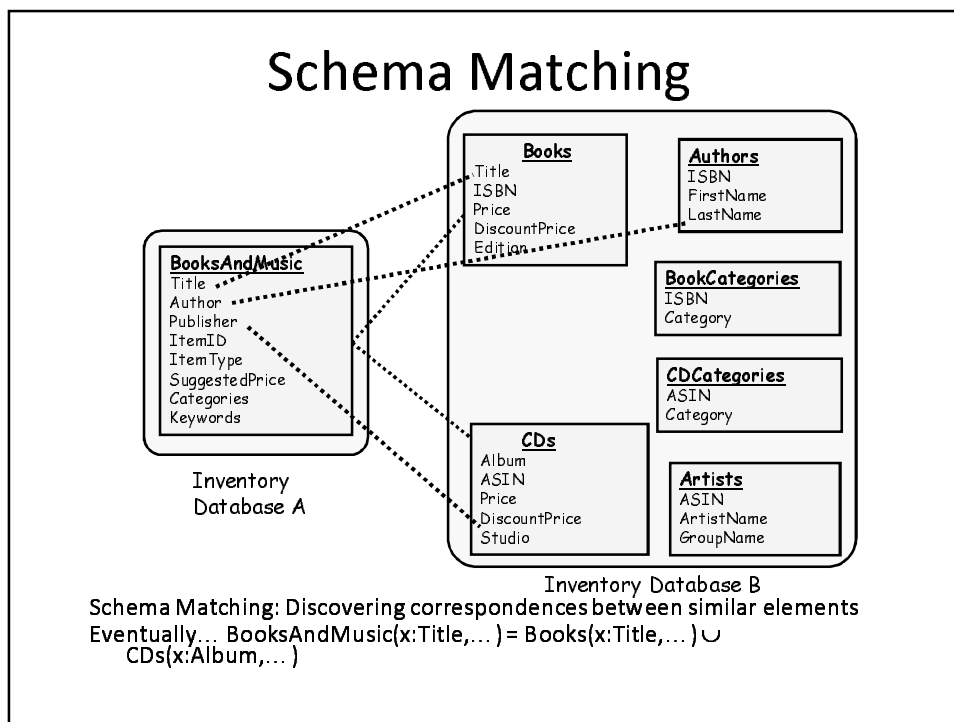 Schema Matching
BooksAndMusic
Title
Author
Publisher
ItemID
ItemType
SuggestedPrice
Categories
Keywords
Inventory
Database A
Books
Title
ISBN
Price
DiscountPrice
Edition
Authors
ISBN
FirstName
LastName
BookCategories
ISBN
Category
CDCategories
ASIN
Category
CDs
Album
ASIN
Price
DiscountPrice
Studio
Artists
ASIN
ArtistName
GroupName
Inventory Database B
Schema Matching: Discovering correspondences between similar elements
Eventually... BooksAndMusic(x:Title,...) = Books(x:Title,...) ∪
CDs(x:Album,...)